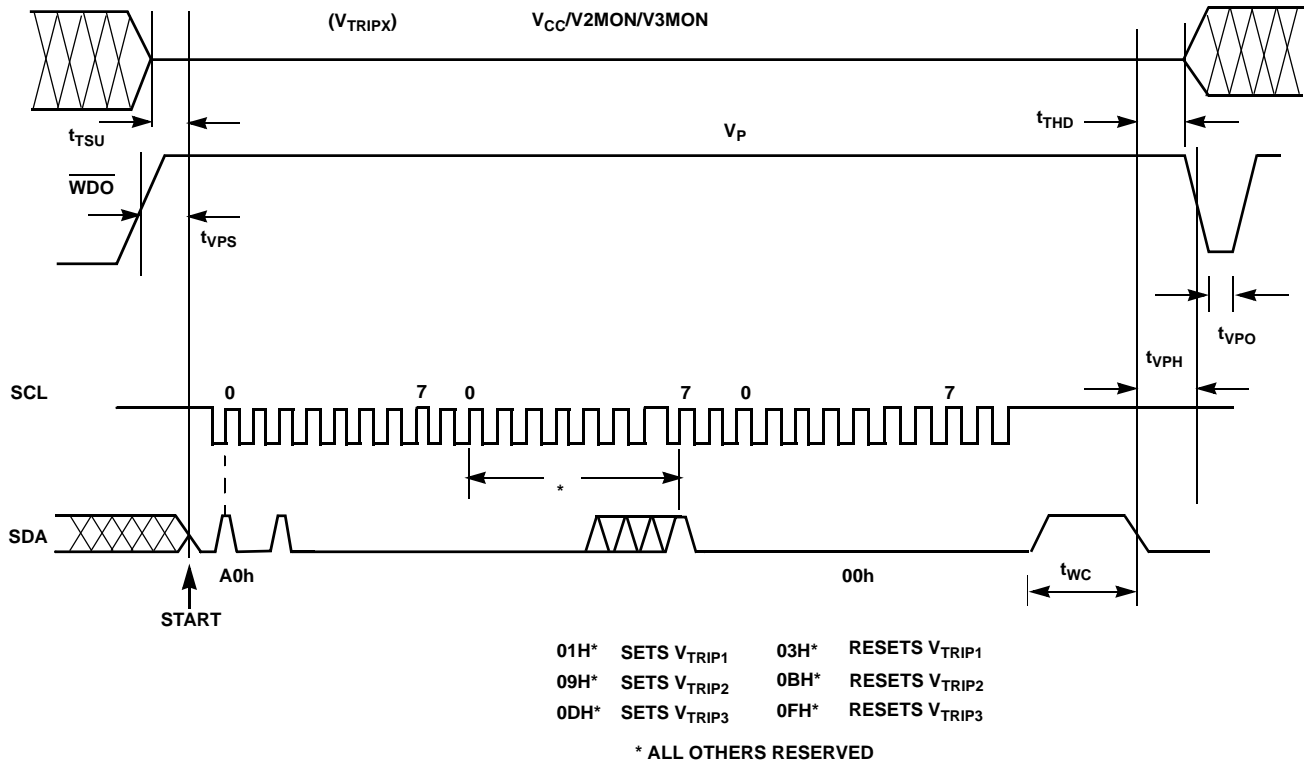 (VTRIPX) VCC/V2MON/V3MON
tTSU
tTHD
VP
WDO
tVPS
tVPO
tVPH
SCL 0 7 0 7 0 7
*
SDA
A0h 00h tWC
START
01H* SETS VTRIP1 03H* RESETS VTRIP1
09H* SETS VTRIP2 0BH* RESETS VTRIP2
0DH* SETS VTRIP3 0FH* RESETS VTRIP3
* ALL OTHERS RESERVED